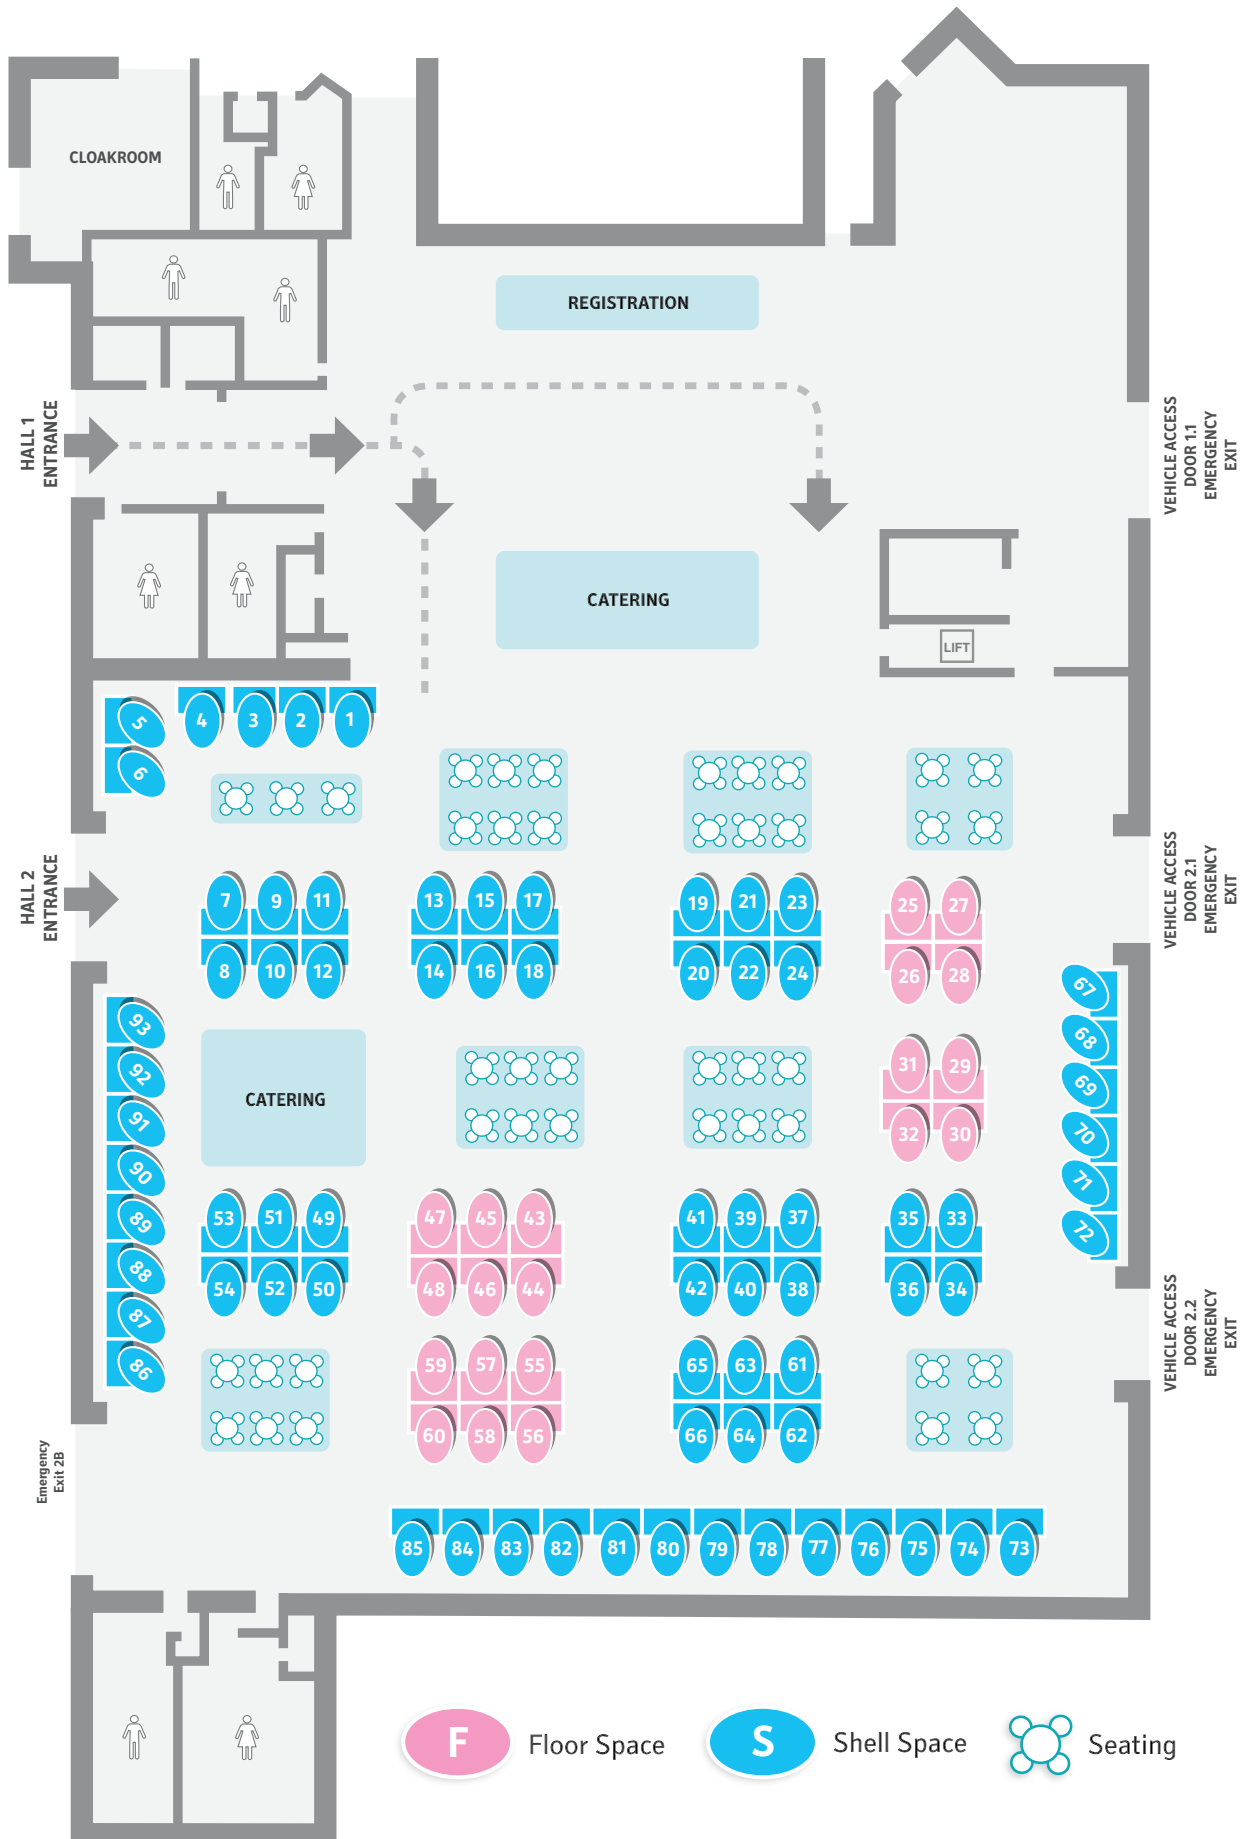 CLOAKROOM
REGISTRATION
HALL 1
ENTRANCE
VEHICLE ACCESS
DOOR 1.1
EMERGENCY
EXIT
CATERING
LIFT
5
4
3
2
1
6
HALL 2
ENTRANCE
VEHICLE ACCESS
DOOR 2.1
EMERGENCY
EXIT
7 9 11
13 15 17
19 21 23
25 27
8 10 12
14 16 18
20 22 24
26 28
67
68
69
70
71
72
93
92
91
90
89
88
87
86
CATERING
31 29
32 30
53 51 49
47 45 43
41 39 37
35 33
54 52 50
48 46 44
42 40 38
36 34
VEHICLE ACCESS
DOOR 2.2
EMERGENCY
EXIT
59 57 55
65 63 61
60 58 56
66 64 62
Emergency
Exit 2B
85 84 83 82 81 80 79 78 77 76 75 74 73
F Floor Space
S Shell Space
Seating